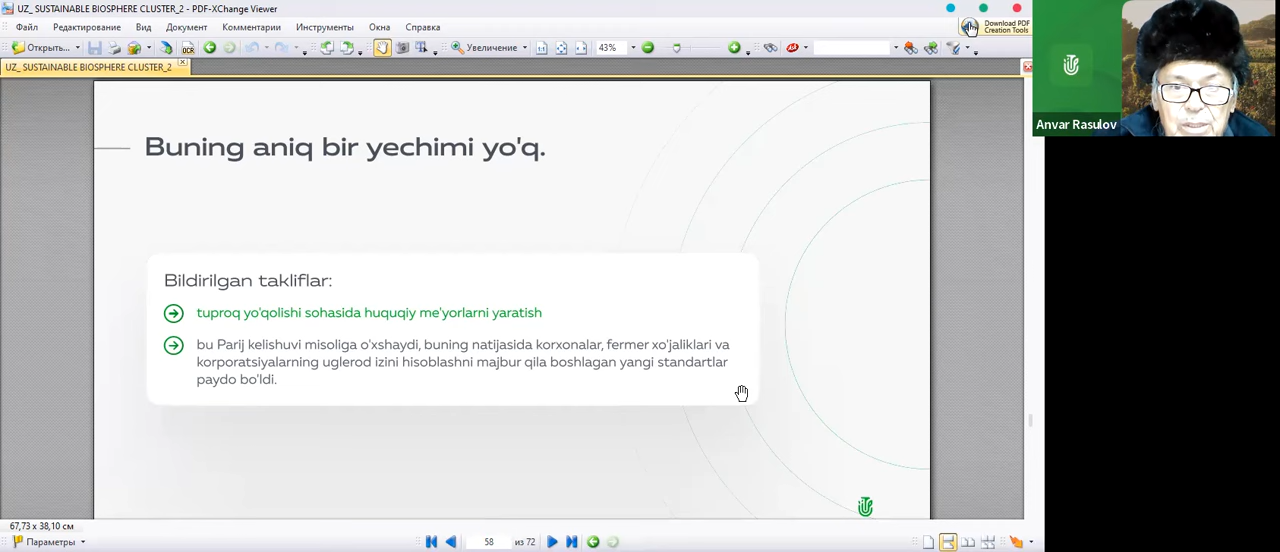 UZ_ SUSTAINABLE BIOSPHERE CLUSTER_2 - PDF-XChange Viewer
Файл Редактирование Вид Документ Комментарии Инструменты Окна Справка
Download PDF
Creation Tools
Открыть... OCR Увеличение 43%
UZ_ SUSTAINABLE BIOSPHERE CLUSTER_2
Anvar Rasulov
Buning aniq bir yechimi yo'q.
Bildirilgan takliflar:
tuproq yo'qolishi sohasida huquqiy me'yorlarni yaratish
bu Parij kelishuvi misoliga o'xshaydi, buning natijasida korxonalar, fermer xo'jaliklari va
korporatsiyalarning uglerod izini hisoblashni majbur qila boshlagan yangi standartlar
paydo bo'ldi.
67,73 x 38,10 см
Параметры 58 из 72